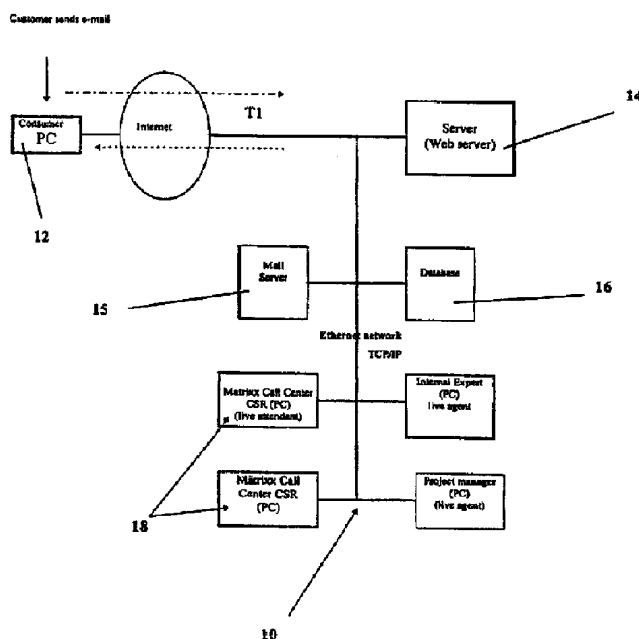 Customer sends e-mail
Consumer
PC
Internet
T1
Server
(Web server)
14
12
Mail
Server
Database
15
16
Ethernet network
TCP/IP
Matrixx Call Center
CSR (PC)
(live attendant)
Internal Expert
(PC)
live agent
Matrixx Call
Center CSR
(PC)
Project manager
(PC)
(live agent)
18
10